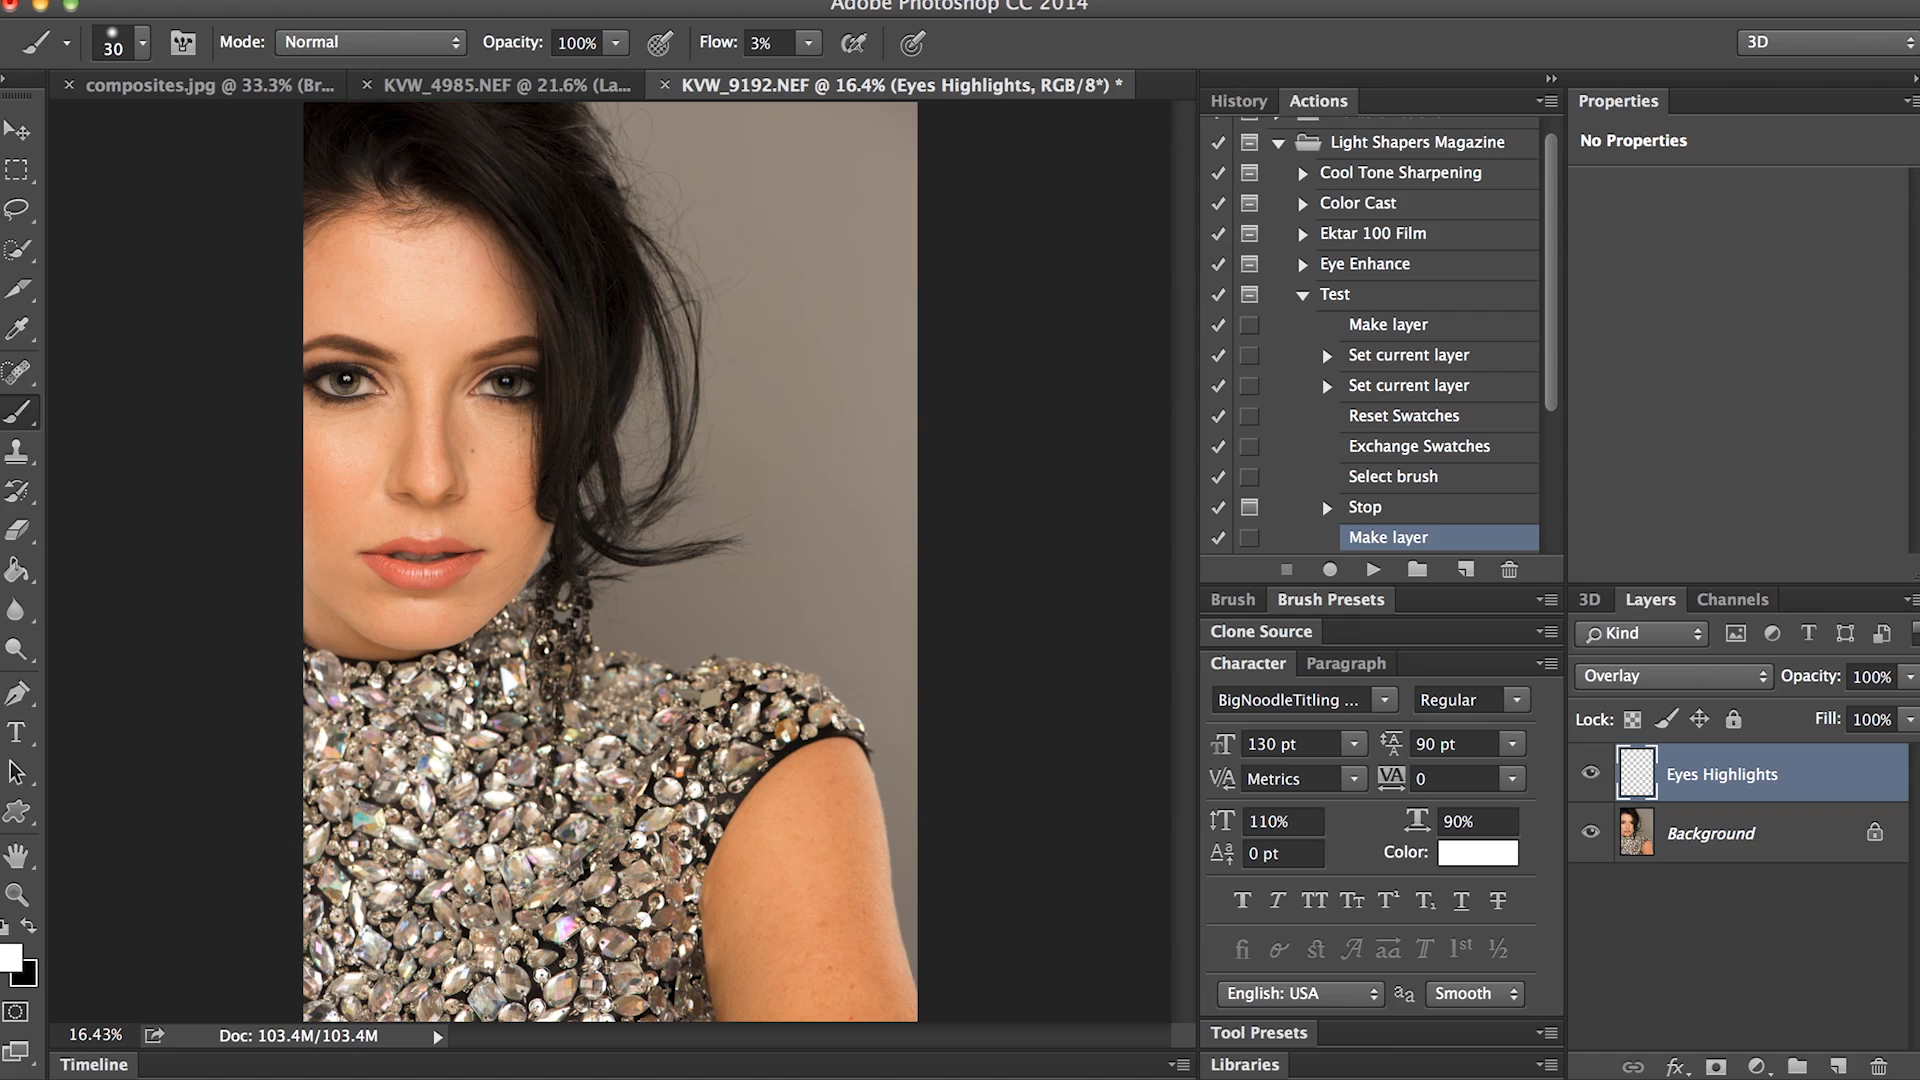 Adobe Photoshop CC 2014
30 Mode: Normal Opacity: 100% Flow: 3% 3D
composites.jpg @ 33.3% (Br... KVW_4985.NEF @ 21.6% (La... KVW_9192.NEF @ 16.4% (Eyes Highlights, RGB/8*) *
History Actions
Light Shapers Magazine
Cool Tone Sharpening
Color Cast
Ektar 100 Film
Eye Enhance
Test
Make layer
Set current layer
Set current layer
Reset Swatches
Exchange Swatches
Select brush
Stop
Make layer
Brush Brush Presets
Clone Source
Character Paragraph
BigNoodleTitling ... Regular
130 pt 90 pt
Metrics 0
110% 90%
0 pt Color:
English: USA Smooth
Tool Presets
Libraries
Properties
No Properties
3D Layers Channels
Kind
Overlay Opacity: 100%
Lock: Fill: 100%
Eyes Highlights
Background
16.43% Doc: 103.4M/103.4M
Timeline